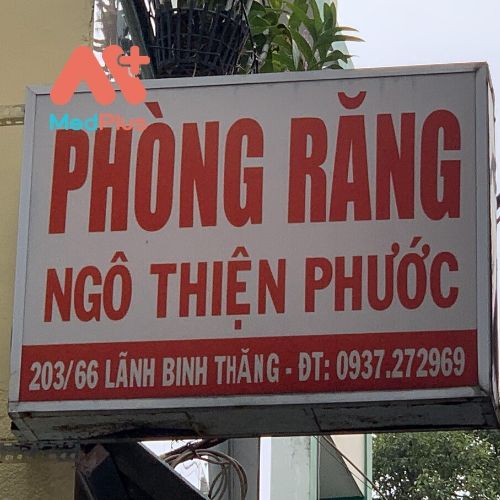 MedPlus
PHÒNG RĂNG
NGÔ THIỆN PHƯỚC
203/66 LÃNH BINH THĂNG - ĐT: 0937.272969